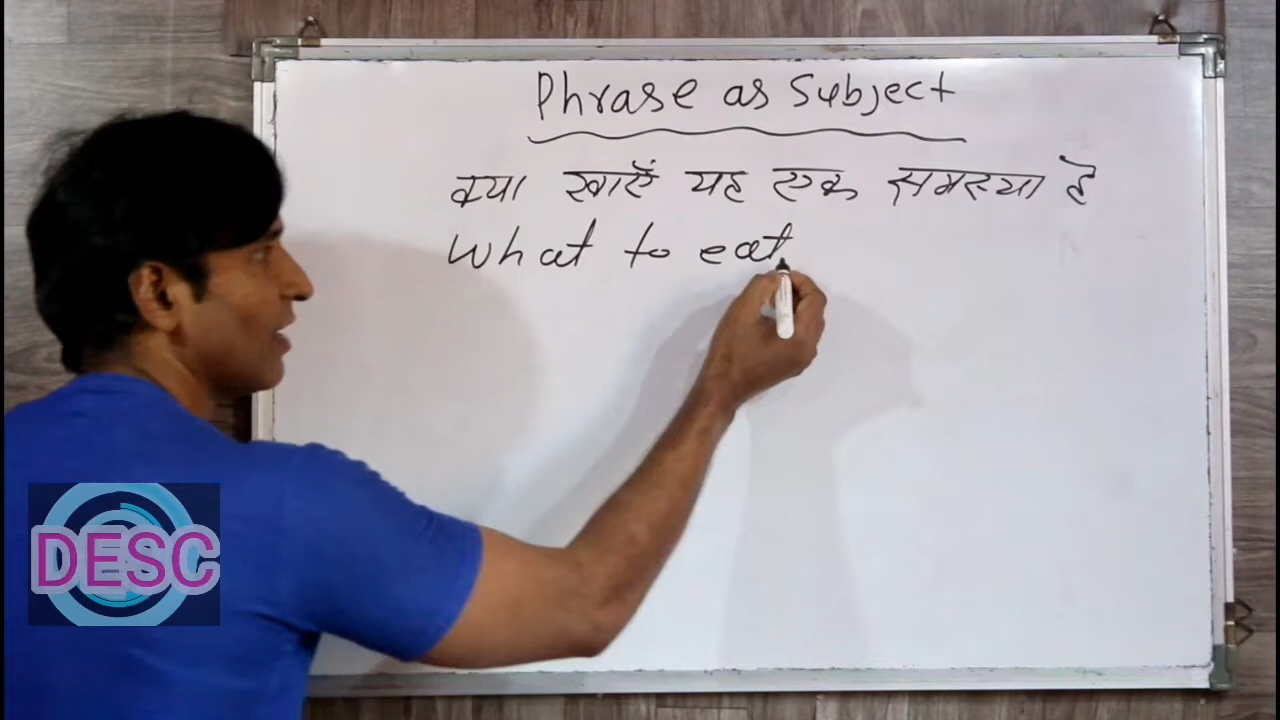 Phrase as Subject
क्या खाएँ यह एक समस्या है
What to eat
DESC